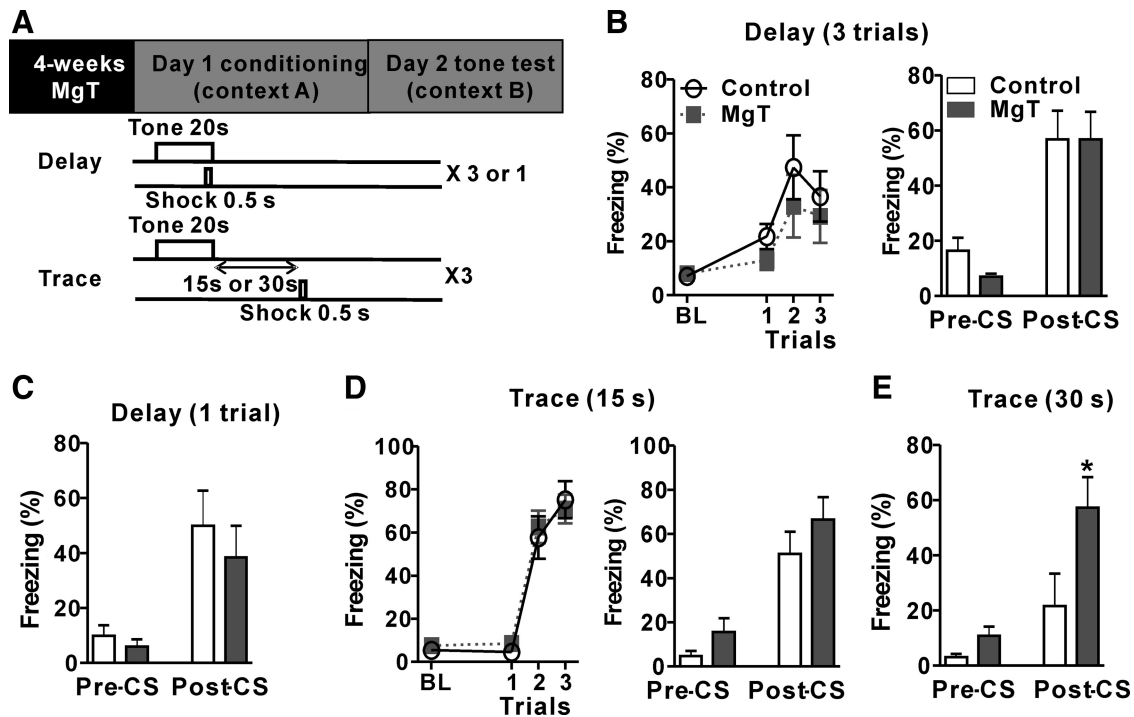 A
4-weeks MgT
Day 1 conditioning (context A)
Day 2 tone test (context B)
Tone 20s
Delay
X 3 or 1
Shock 0.5 s
Tone 20s
Trace
15s or 30s
X3
Shock 0.5 s
B
Delay (3 trials)
Freezing (%)
80
60
40
20
0
Control
MgT
BL 1 2 3
Trials
Freezing (%)
80
60
40
20
0
Control
MgT
Pre-CS Post-CS
C
Delay (1 trial)
Freezing (%)
80
60
40
20
0
Pre-CS Post-CS
D
Trace (15 s)
Freezing (%)
100
80
60
40
20
0
BL 1 2 3
Trials
Freezing (%)
100
80
60
40
20
0
Pre-CS Post-CS
E
Trace (30 s)
Freezing (%)
80
60
40
20
0
*
Pre-CS Post-CS